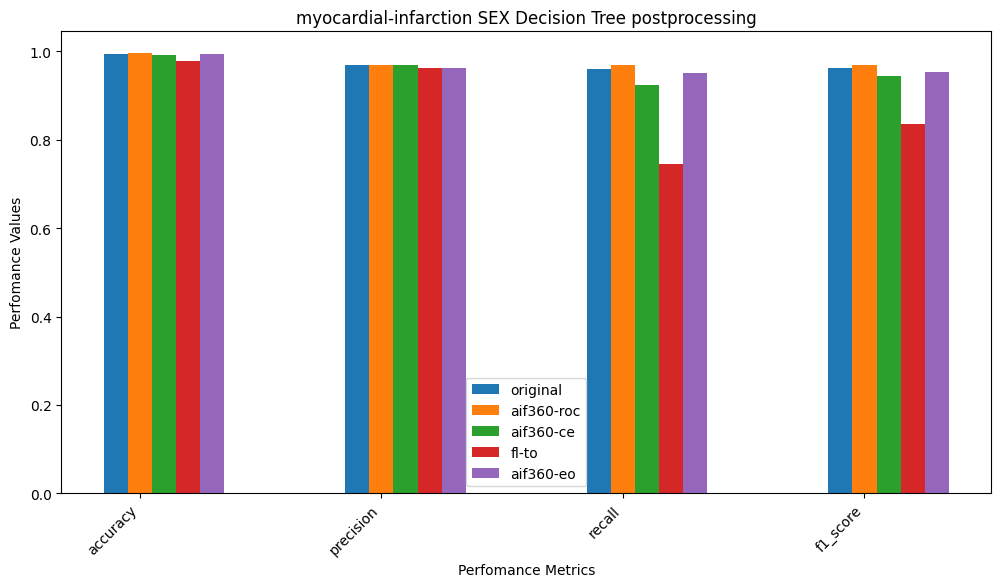 myocardial-infarction SEX Decision Tree postprocessing
Perfomance Values
1.0
0.8
0.6
0.4
0.2
0.0
original
aif360-roc
aif360-ce
fl-to
aif360-eo
accuracy
precision
recall
f1_score
Perfomance Metrics